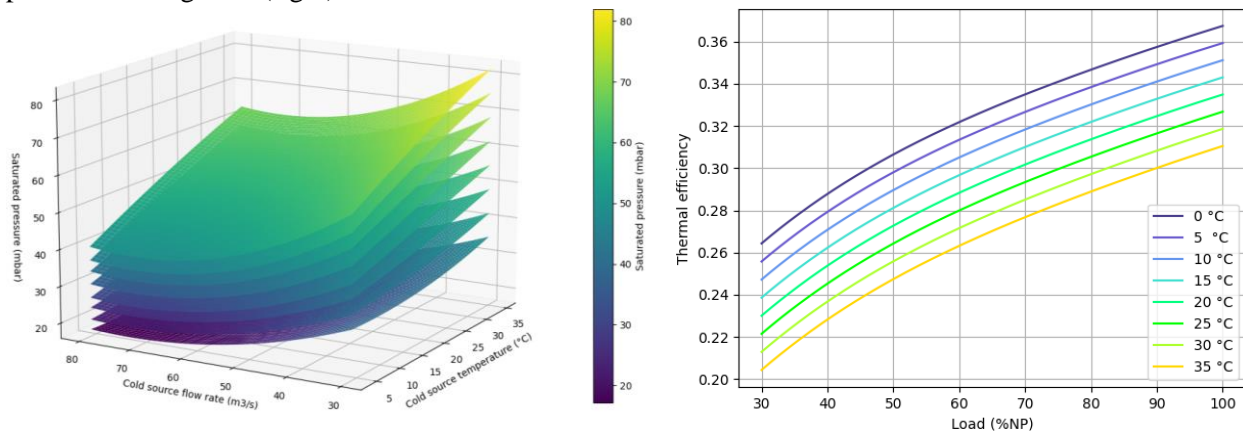 80
70
60
50
40
30
20
Saturated pressure (mbar)
80
70
60
50
40
30
Cold source flow rate (m3/s)
5
10
15
20
25
30
35
Cold source temperature (°C)
80
70
60
50
40
30
20
Saturated pressure (mbar)
0.36
0.34
0.32
0.30
0.28
0.26
0.24
0.22
0.20
Thermal efficiency
30 40 50 60 70 80 90 100
Load (%NP)
0 °C
5 °C
10 °C
15 °C
20 °C
25 °C
30 °C
35 °C